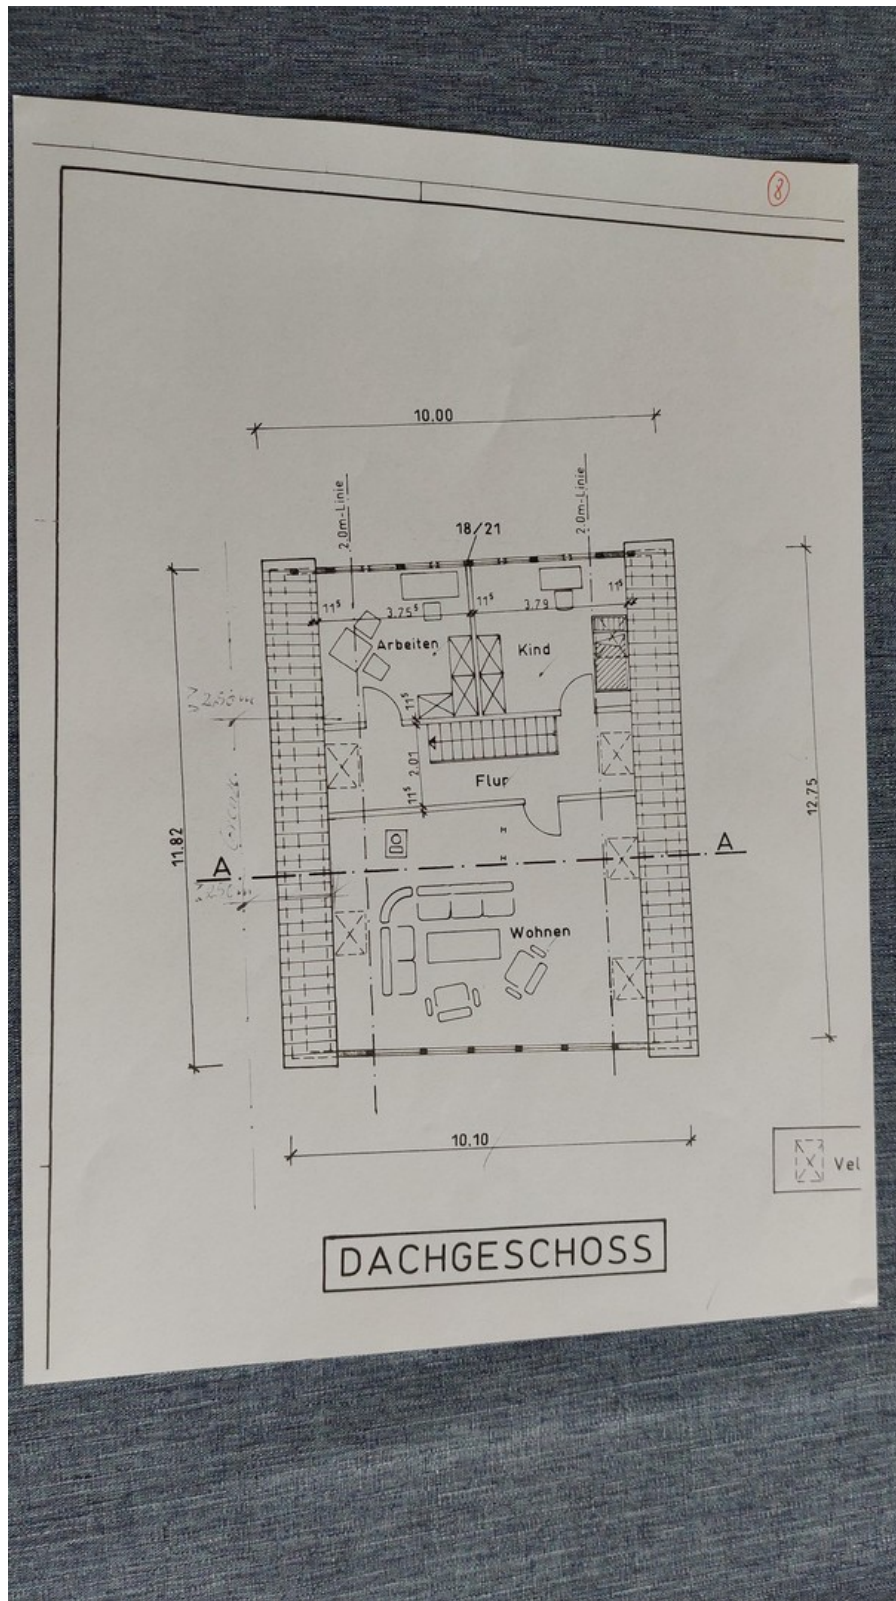 8
10.00
2.0m-Linie
2.0m-Linie
18/21
11⁵
3.75⁵
11⁵
3.79
11⁵
Arbeiten
Kind
11⁵
2.01
11⁵
Flur
11.82
12.75
A
A
Wohnen
10.10
Vel
DACHGESCHOSS